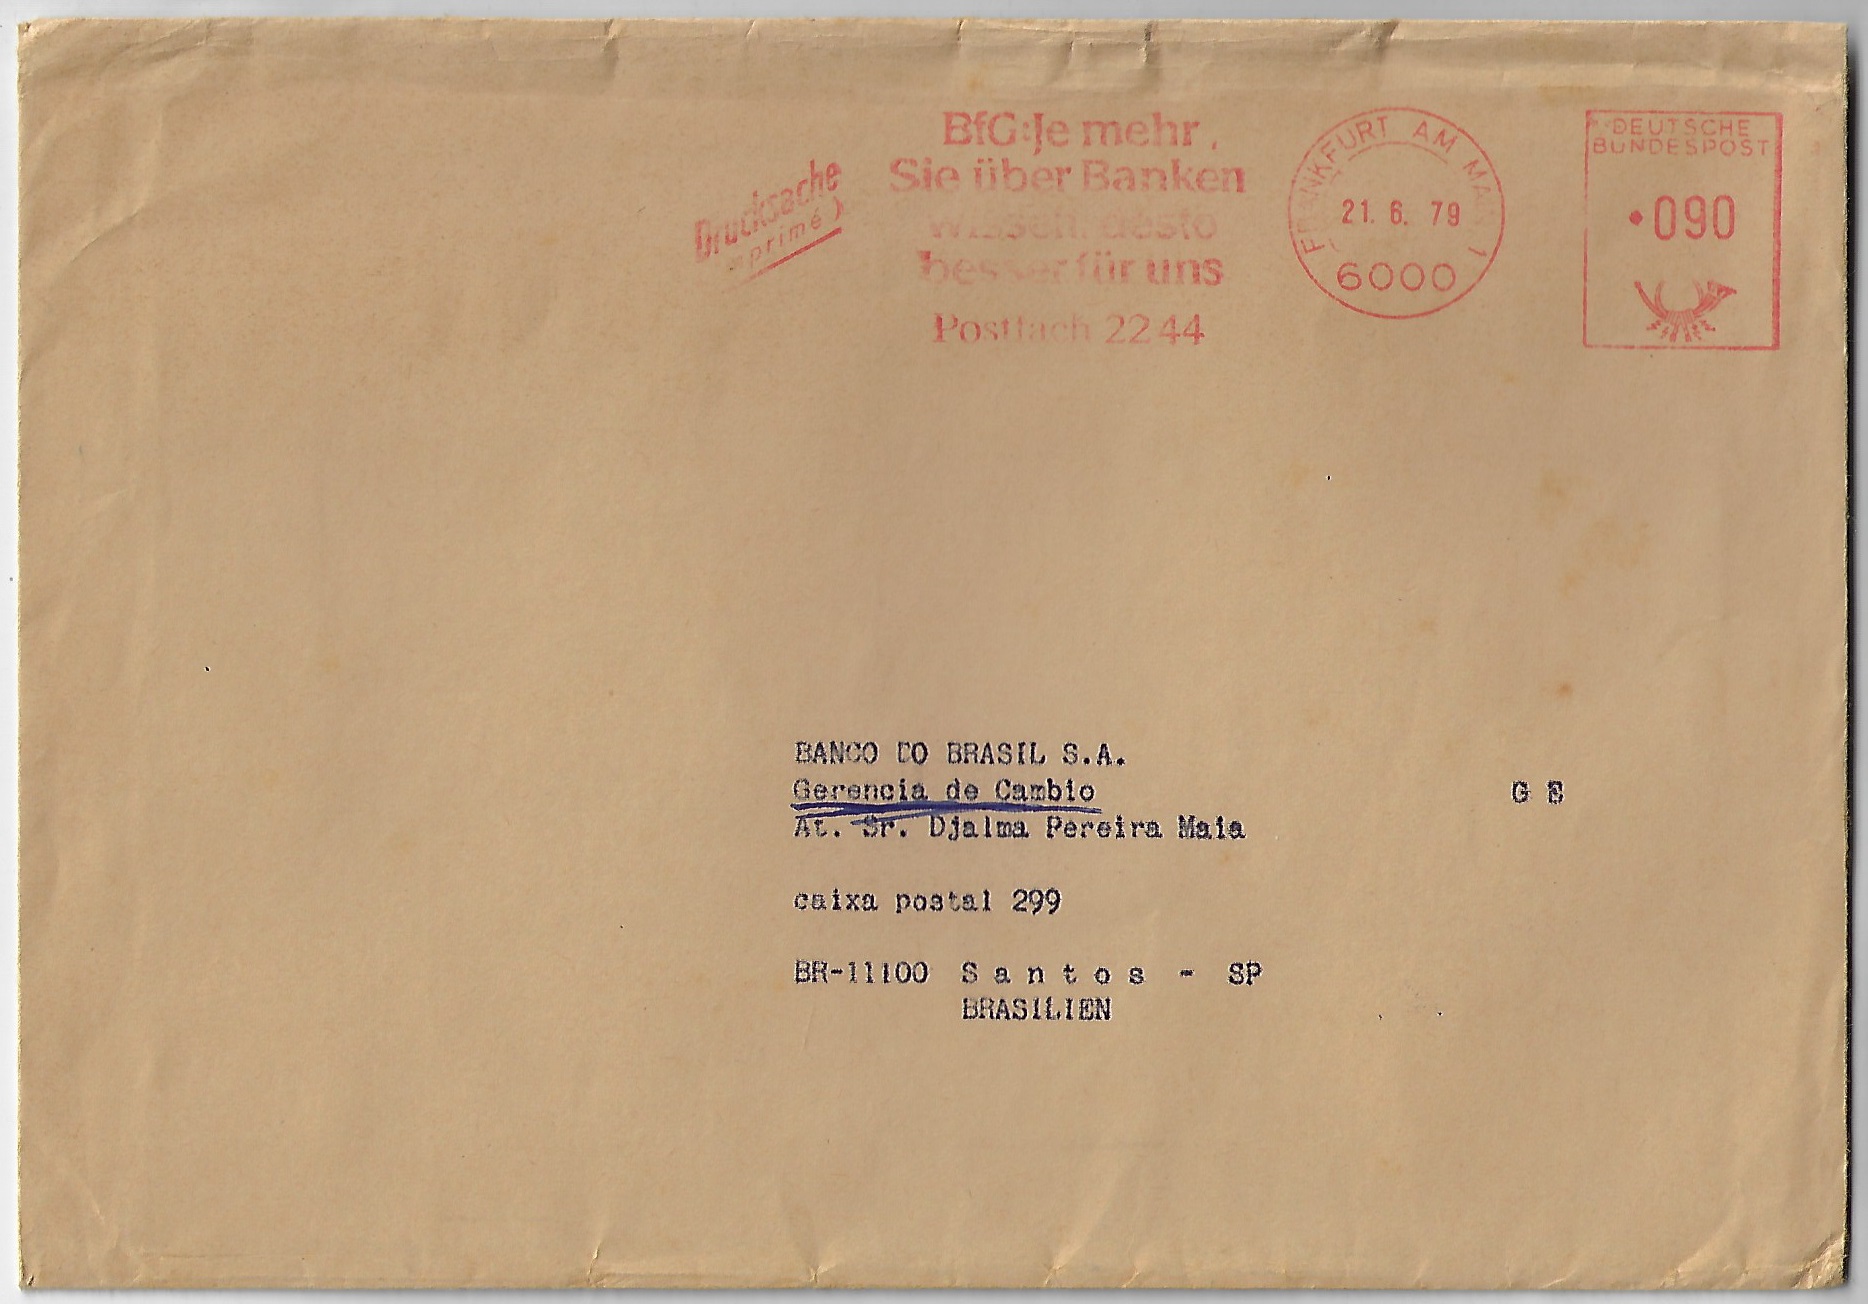 Drucksache
BfG:Je mehr
Sie über Banken
wissen, desto
besser für uns
Postfach 2244
FRANKFURT AM MAIN 1
21. 6. 79
6000
DEUTSCHE
BUNDESPOST
090
BANCO DO BRASIL S.A.
Gerencia de Cambio
G E
At. Sr. Djalma Pereira Maia
caixa postal 299
BR-11100 Santos - SP
BRASILIEN